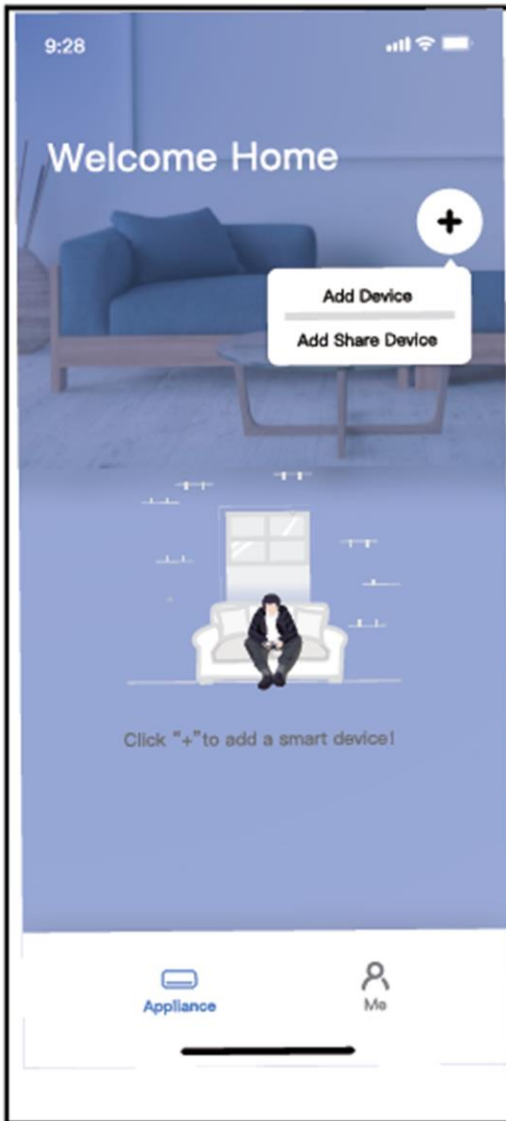 9:28
Welcome Home
+
Add Device
Add Share Device
Click “+”to add a smart device!
Appliance
Me